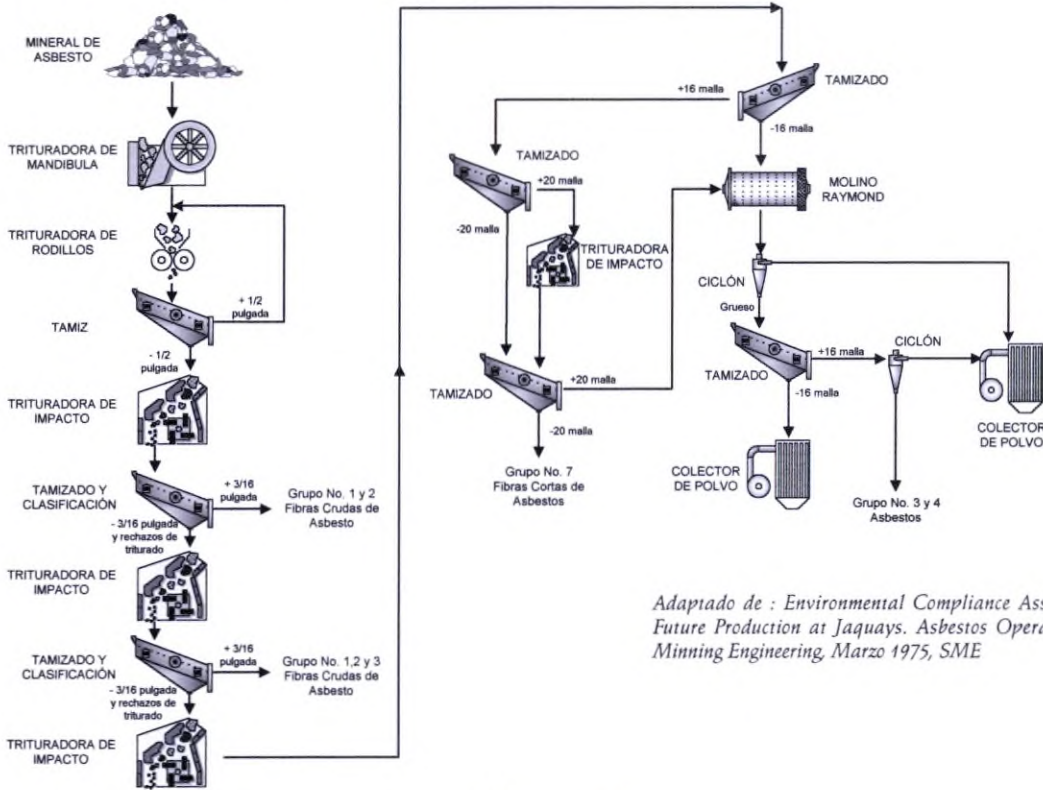 MINERAL DE
ASBESTO
TRITURADORA DE
MANDIBULA
TRITURADORA DE
RODILLOS
+ 1/2
pulgada
TAMIZ
- 1/2
pulgada
TRITURADORA DE
IMPACTO
TAMIZADO Y
CLASIFICACIÓN
+ 3/16
pulgada
Grupo No. 1 y 2
Fibras Crudas de
Asbesto
- 3/16 pulgada
y rechazos de
triturado
TRITURADORA DE
IMPACTO
TAMIZADO Y
CLASIFICACIÓN
+ 3/16
pulgada
Grupo No. 1,2 y 3
Fibras Crudas de
Asbesto
- 3/16 pulgada
y rechazos de
triturado
TRITURADORA DE
IMPACTO
TAMIZADO
+16 malla
-16 malla
TAMIZADO
+20 malla
-20 malla
TRITURADORA
DE IMPACTO
MOLINO
RAYMOND
CICLÓN
Grueso
TAMIZADO
+20 malla
-20 malla
Grupo No. 7
Fibras Cortas de
Asbestos
TAMIZADO
+16 malla
-16 malla
CICLÓN
COLECTOR
DE POLVO
COLECTOR
DE POLVO
Grupo No. 3 y 4
Asbestos
Adaptado de : Environmental Compliance Ass
Future Production at Jaquays. Asbestos Opera
Minning Engineering, Marzo 1975, SME